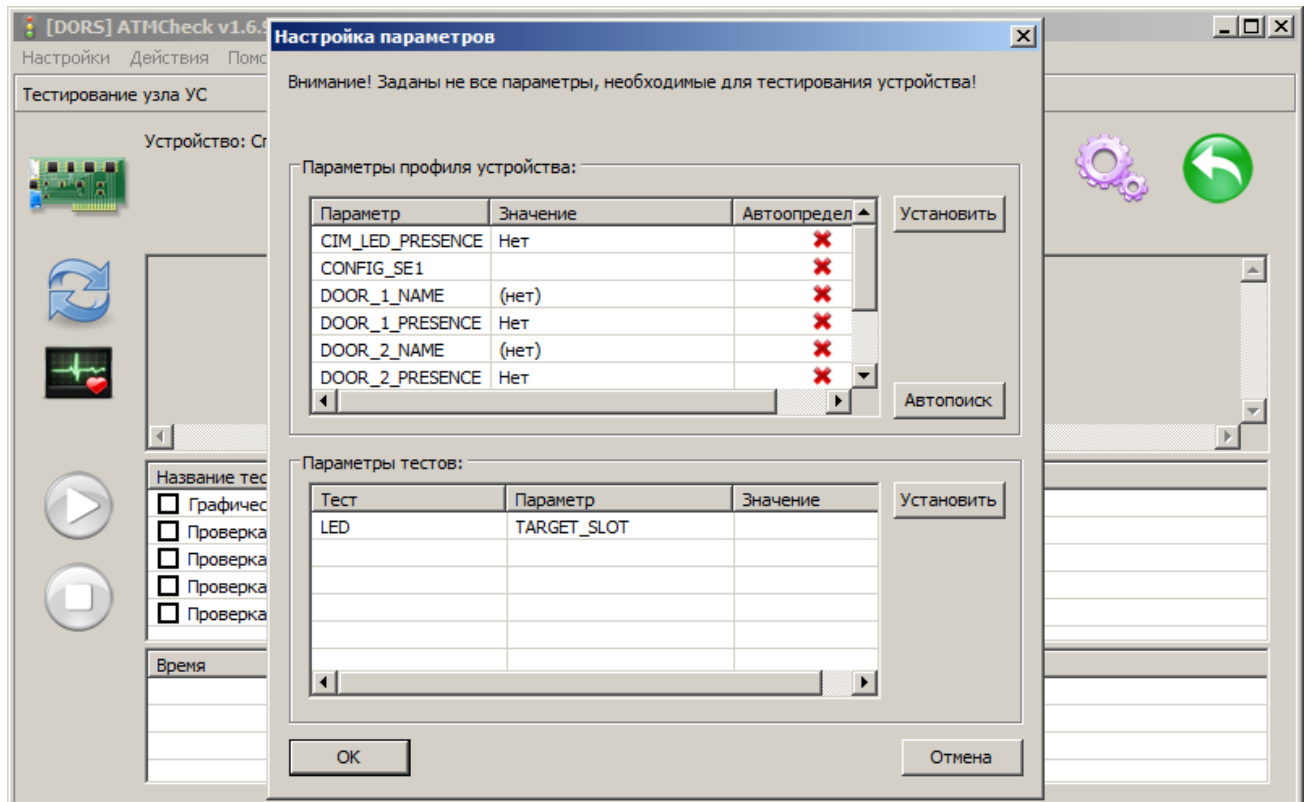 [DORS] ATMCheck v1.6.9
Настройки Действия
Тестирование узла УС
Устройство:
Настройка параметров
Внимание! Заданы не все параметры, необходимые для тестирования устройства!
Параметры профиля устройства:
Параметр Значение Автоопредел
CIM_LED_PRESENCE Нет
CONFIG_SE1
DOOR_1_NAME (нет)
DOOR_1_PRESENCE Нет
DOOR_2_NAME (нет)
DOOR_2_PRESENCE Нет
Установить
Автопоиск
Параметры тестов:
Тест Параметр Значение
LED TARGET_SLOT
Установить
OK
Отмена
Название тес
Графичес
Проверка
Проверка
Проверка
Проверка
Время